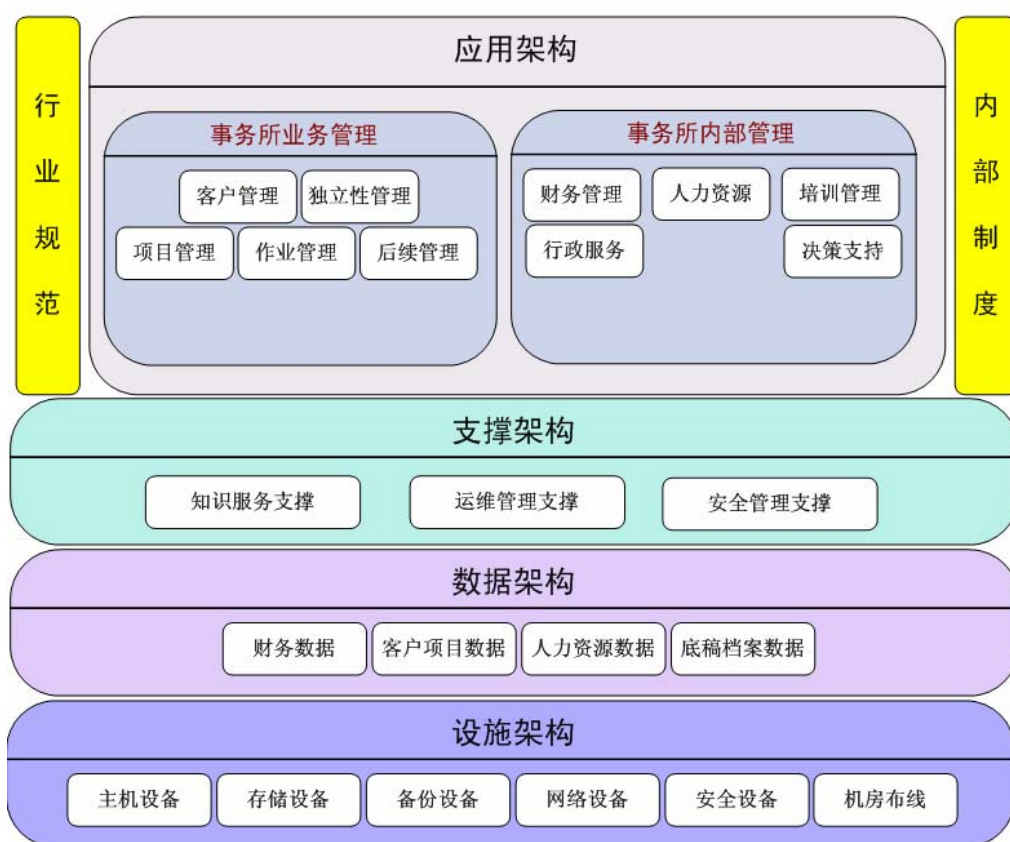 应用架构
行业规范
内部制度
事务所业务管理
客户管理
独立性管理
项目管理
作业管理
后续管理
事务所内部管理
财务管理
人力资源
培训管理
行政服务
决策支持
支撑架构
知识服务支撑
运维管理支撑
安全管理支撑
数据架构
财务数据
客户项目数据
人力资源数据
底稿档案数据
设施架构
主机设备
存储设备
备份设备
网络设备
安全设备
机房布线